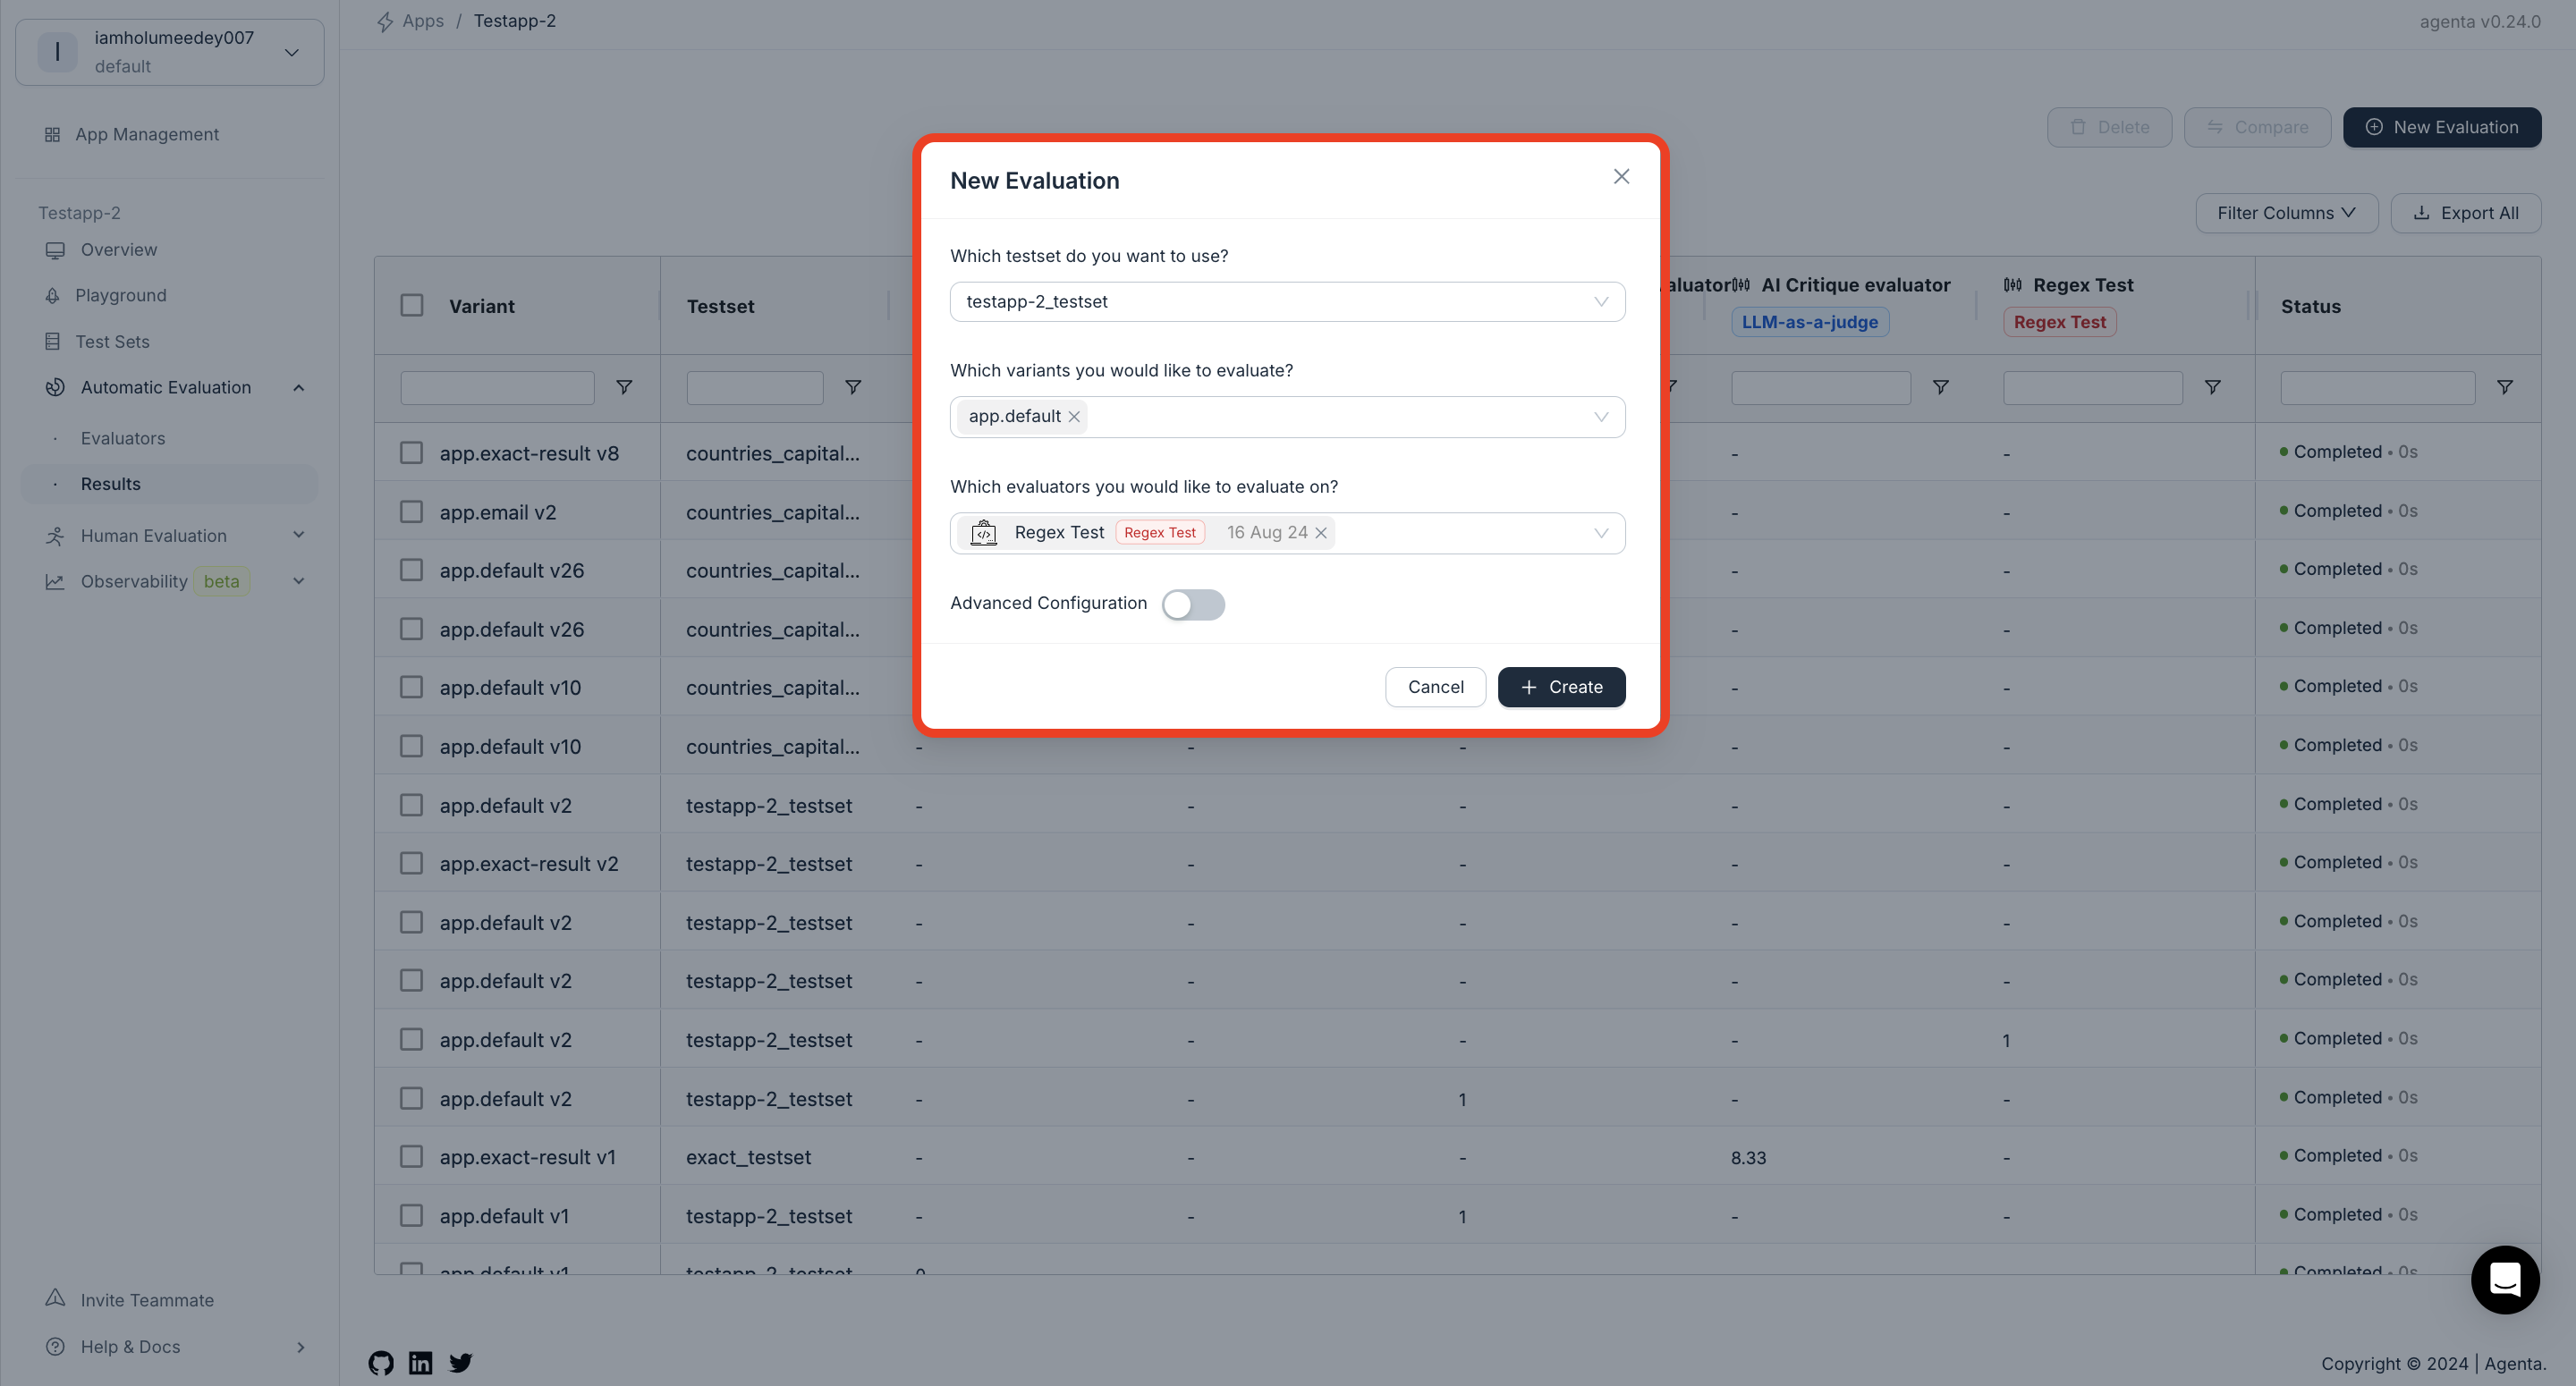 I
iamholumeedey007
default
App Management
Testapp-2
Overview
Playground
Test Sets
Automatic Evaluation
· Evaluators
· Results
Human Evaluation
Observability beta
Invite Teammate
Help & Docs
Apps / Testapp-2
agenta v0.24.0
Delete
Compare
New Evaluation
Filter Columns
Export All
Variant
Testset
aluator
AI Critique evaluator
LLM-as-a-judge
Regex Test
Regex Test
Status
app.exact-result v8 countries_capital... - - Completed • 0s
app.email v2 countries_capital... - - Completed • 0s
app.default v26 countries_capital... - - Completed • 0s
app.default v26 countries_capital... - - Completed • 0s
app.default v10 countries_capital... - - Completed • 0s
app.default v10 countries_capital... - - - - - Completed • 0s
app.default v2 testapp-2_testset - - - - - Completed • 0s
app.exact-result v2 testapp-2_testset - - - - - Completed • 0s
app.default v2 testapp-2_testset - - - - - Completed • 0s
app.default v2 testapp-2_testset - - - - - Completed • 0s
app.default v2 testapp-2_testset - - - - 1 Completed • 0s
app.default v2 testapp-2_testset - - 1 - - Completed • 0s
app.exact-result v1 exact_testset - - - 8.33 - Completed • 0s
app.default v1 testapp-2_testset - - 1 - - Completed • 0s
app.default v1 testapp-2_testset 0 Completed • 0s
New Evaluation
Which testset do you want to use?
testapp-2_testset
Which variants you would like to evaluate?
app.default
Which evaluators you would like to evaluate on?
Regex Test Regex Test 16 Aug 24
Advanced Configuration
Cancel
+ Create
Copyright © 2024 | Agenta.